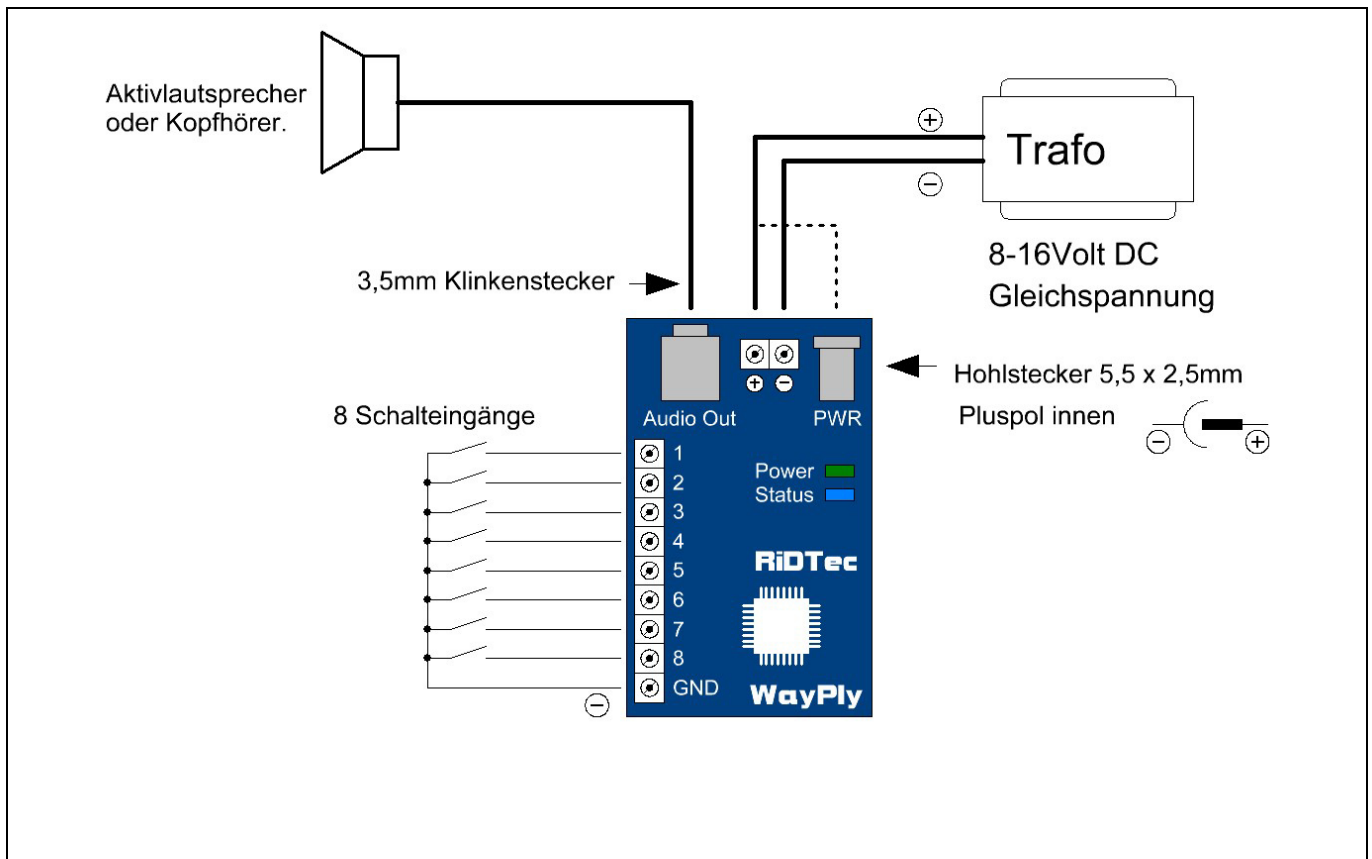 Aktivlautsprecher
oder Kopfhörer.
+
−
Trafo
8-16Volt DC
Gleichspannung
3,5mm Klinkenstecker
Hohlstecker 5,5 x 2,5mm
Pluspol innen
− +
+ −
Audio Out
PWR
8 Schalteingänge
1
2
3
4
5
6
7
8
GND
−
Power
Status
RiDTec
WayPly